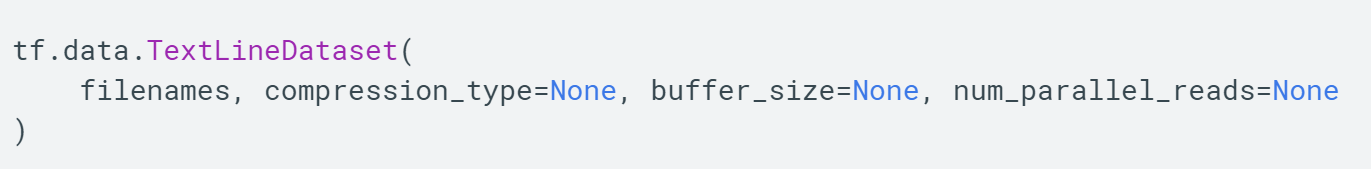 tf.data.TextLineDataset(
    filenames, compression_type=None, buffer_size=None, num_parallel_reads=None
)